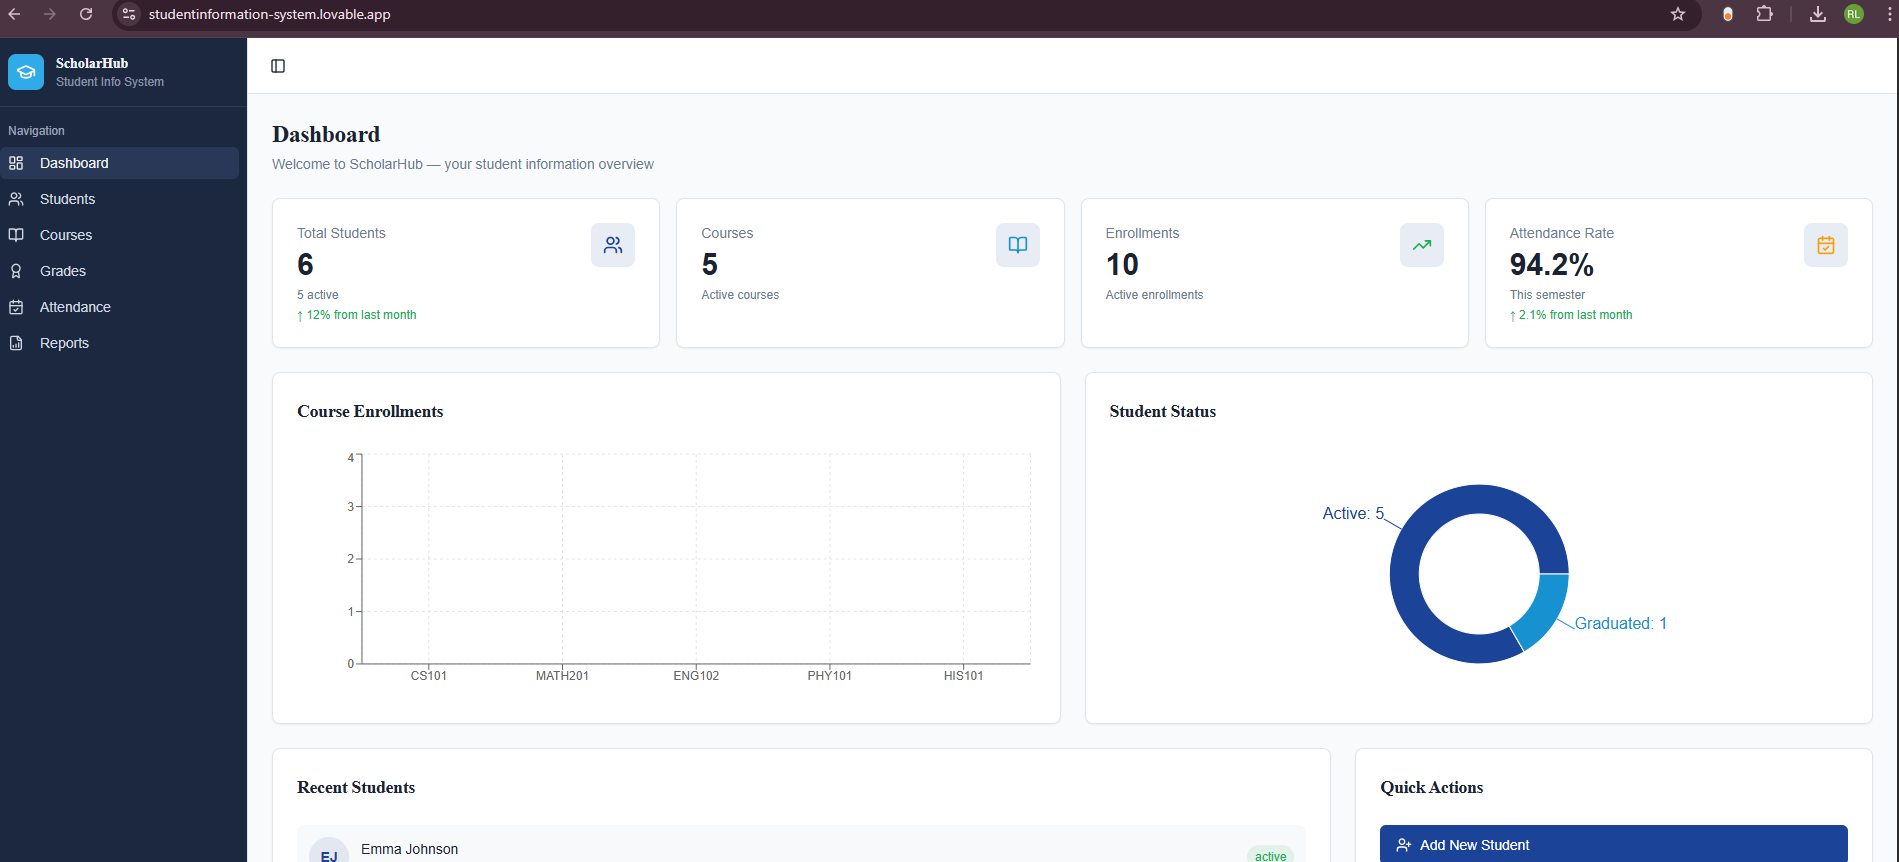 studentinformation-system.lovable.app
RL
ScholarHub
Student Info System
Navigation
Dashboard
Students
Courses
Grades
Attendance
Reports
Dashboard
Welcome to ScholarHub — your student information overview
Total Students
6
5 active
↑ 12% from last month
Courses
5
Active courses
Enrollments
10
Active enrollments
Attendance Rate
94.2%
This semester
↑ 2.1% from last month
Course Enrollments
4
3
2
1
0
CS101 MATH201 ENG102 PHY101 HIS101
Student Status
Active: 5
Graduated: 1
Recent Students
EJ
Emma Johnson
active
Quick Actions
Add New Student